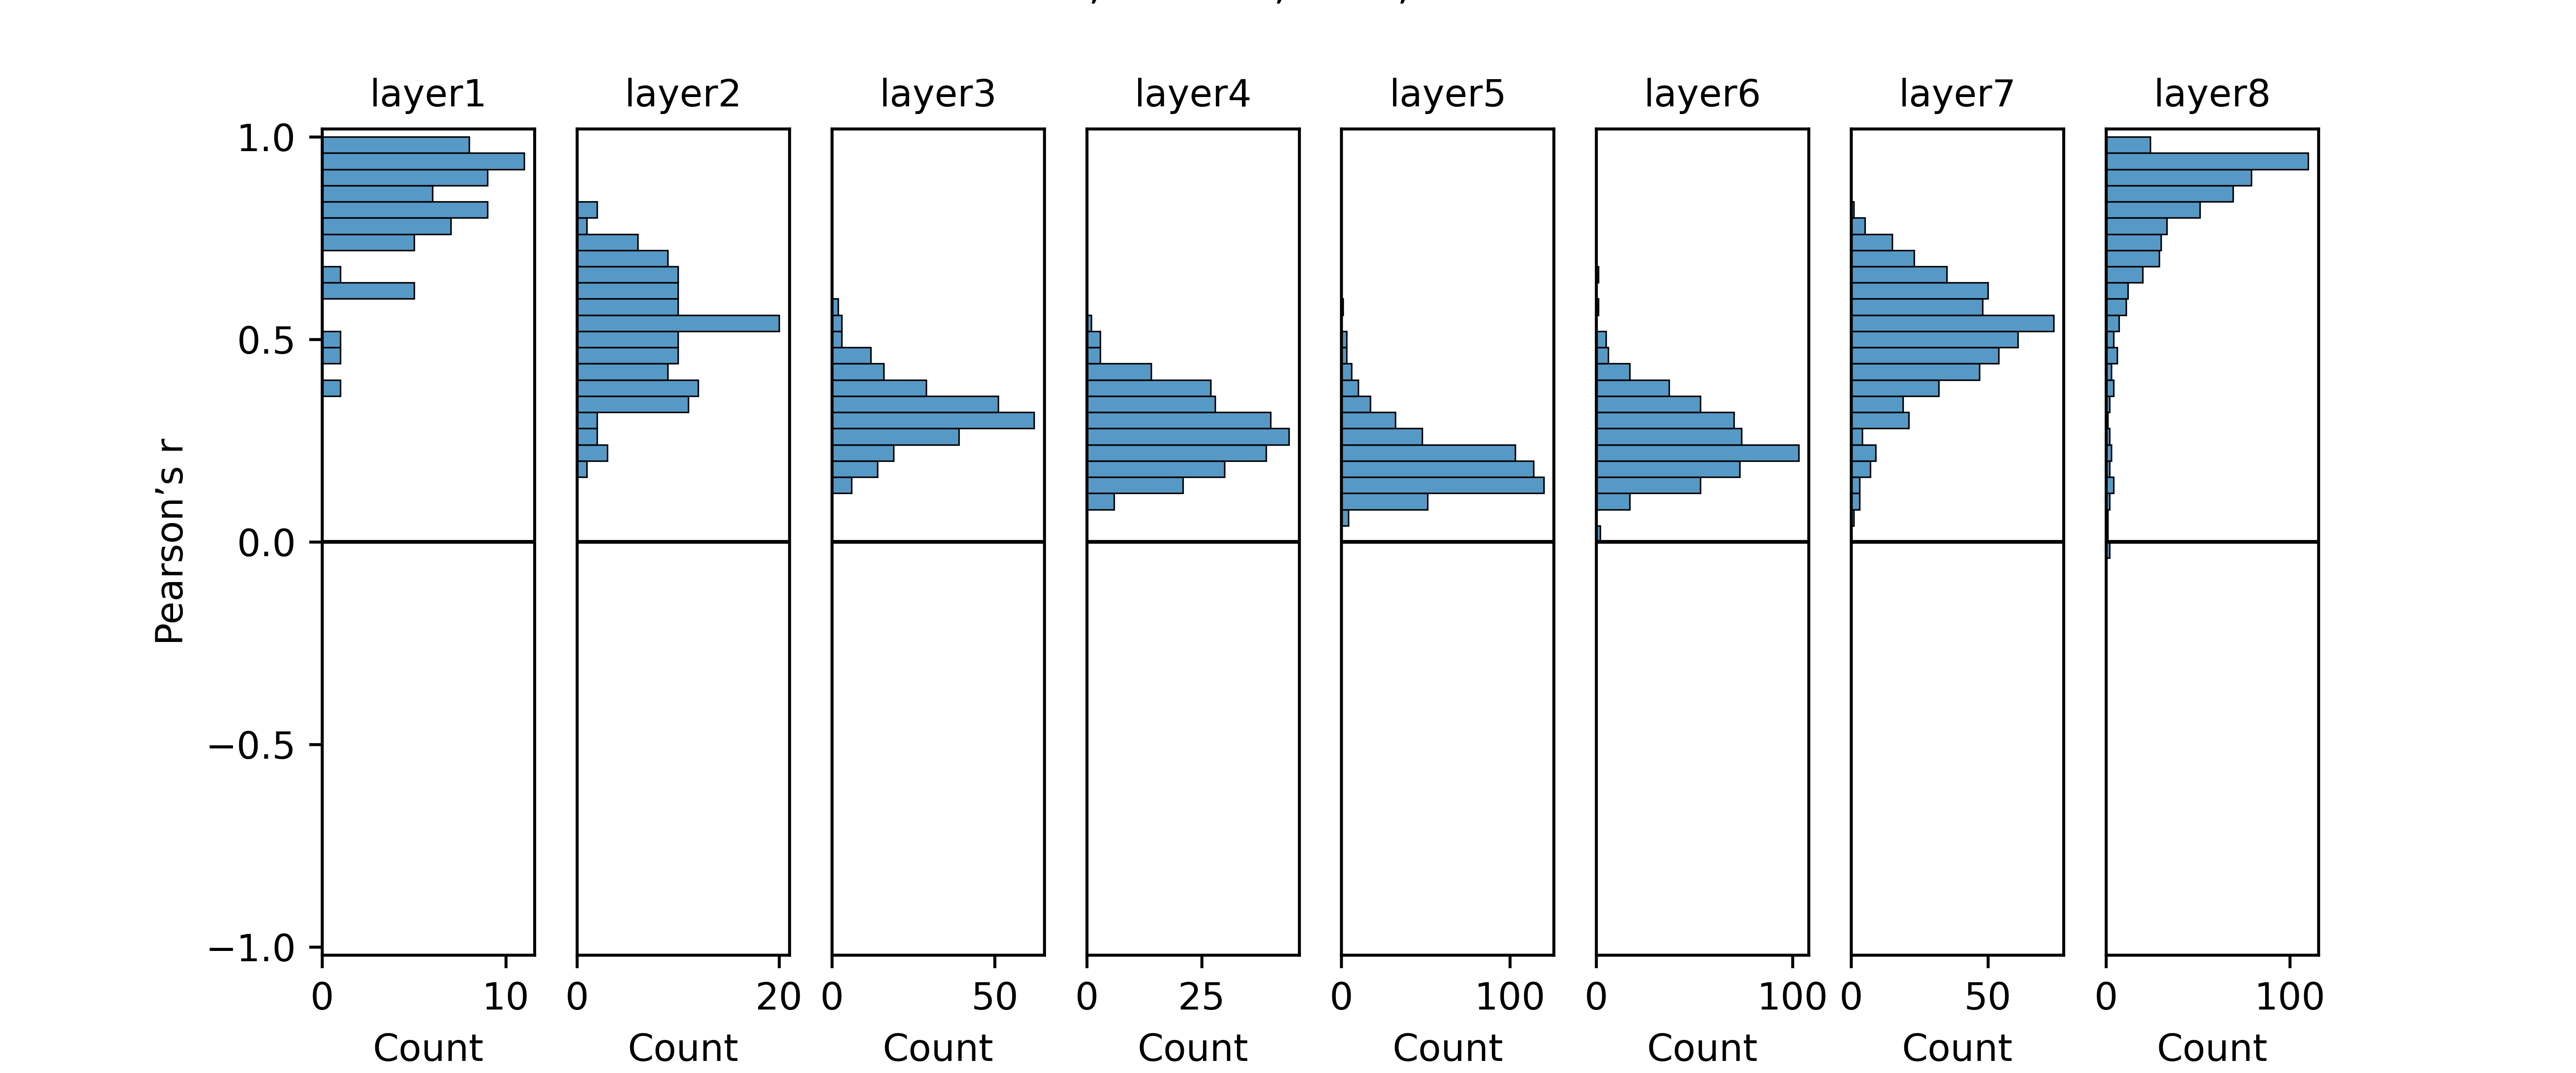 layer1 layer2 layer3 layer4 layer5 layer6 layer7 layer8
1.0
0.5
0.0
−0.5
−1.0
Pearson’s r
0 10 0 20 0 50 0 25 0 100 0 100 0 50 0 100
Count Count Count Count Count Count Count Count